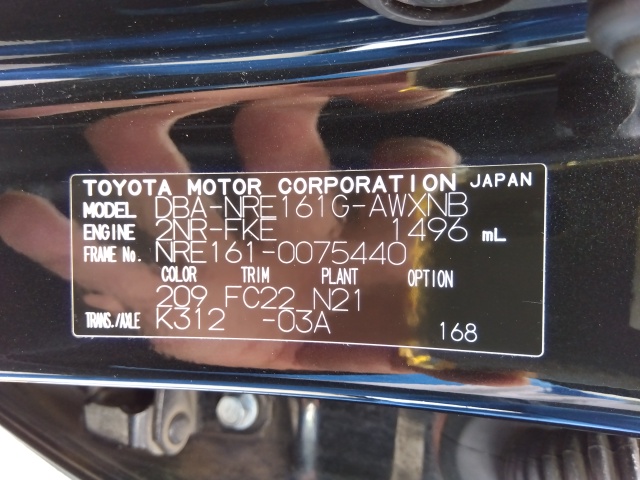 TOYOTA MOTOR CORPORATION JAPAN
MODEL DBA-NRE161G-AWXNB
ENGINE 2NR-FKE 1496 mL
FRAME No. NRE161-0075440
COLOR TRIM PLANT OPTION
209 FC22 N21
TRANS./AXLE K312 -03A 168